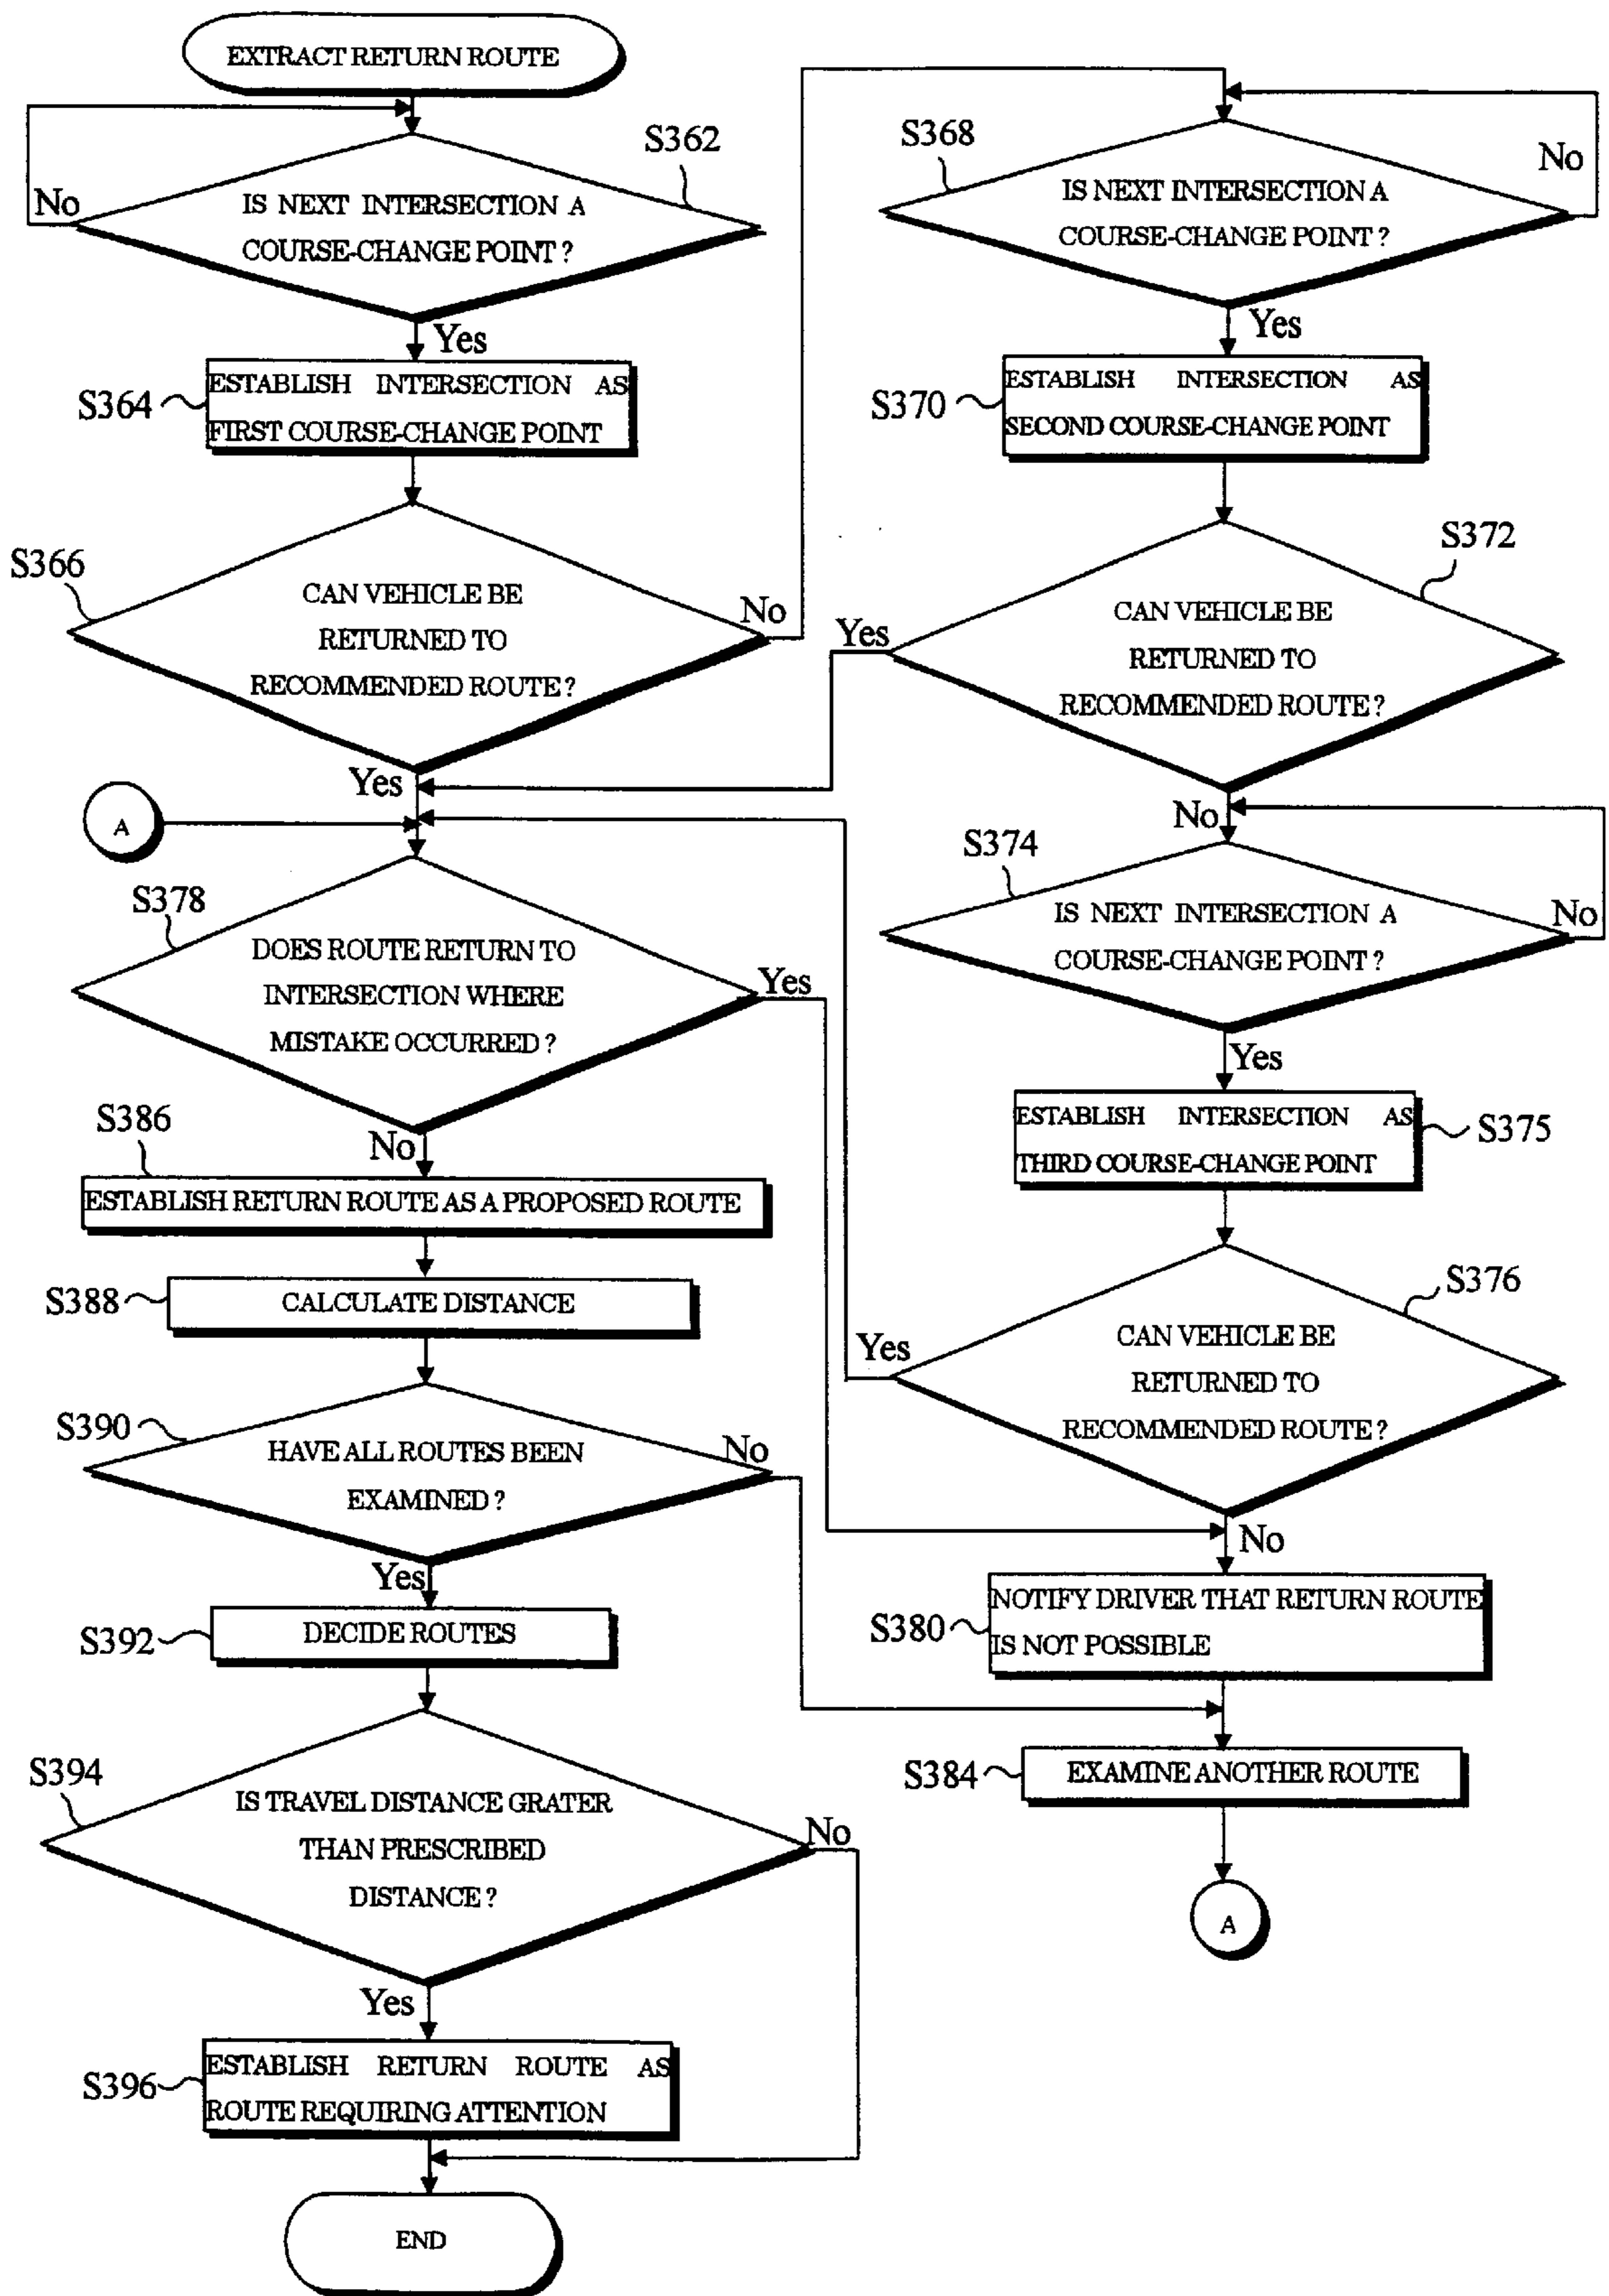 EXTRACT RETURN ROUTE
S362
No
IS NEXT INTERSECTION A
COURSE-CHANGE POINT ?
Yes
S364
ESTABLISH INTERSECTION AS
FIRST COURSE-CHANGE POINT
S366
CAN VEHICLE BE
RETURNED TO
RECOMMENDED ROUTE ?
No
Yes
A
S378
DOES ROUTE RETURN TO
INTERSECTION WHERE
MISTAKE OCCURRED ?
Yes
No
S386
ESTABLISH RETURN ROUTE AS A PROPOSED ROUTE
S388
CALCULATE DISTANCE
S390
HAVE ALL ROUTES BEEN
EXAMINED ?
No
Yes
S392
DECIDE ROUTES
S394
IS TRAVEL DISTANCE GRATER
THAN PRESCRIBED
DISTANCE ?
No
Yes
S396
ESTABLISH RETURN ROUTE AS
ROUTE REQUIRING ATTENTION
END
S368
No
IS NEXT INTERSECTION A
COURSE-CHANGE POINT ?
Yes
S370
ESTABLISH INTERSECTION AS
SECOND COURSE-CHANGE POINT
S372
CAN VEHICLE BE
RETURNED TO
RECOMMENDED ROUTE ?
Yes
No
S374
IS NEXT INTERSECTION A
COURSE-CHANGE POINT ?
No
Yes
S375
ESTABLISH INTERSECTION AS
THIRD COURSE-CHANGE POINT
S376
CAN VEHICLE BE
RETURNED TO
RECOMMENDED ROUTE ?
Yes
No
S380
NOTIFY DRIVER THAT RETURN ROUTE
IS NOT POSSIBLE
S384
EXAMINE ANOTHER ROUTE
A